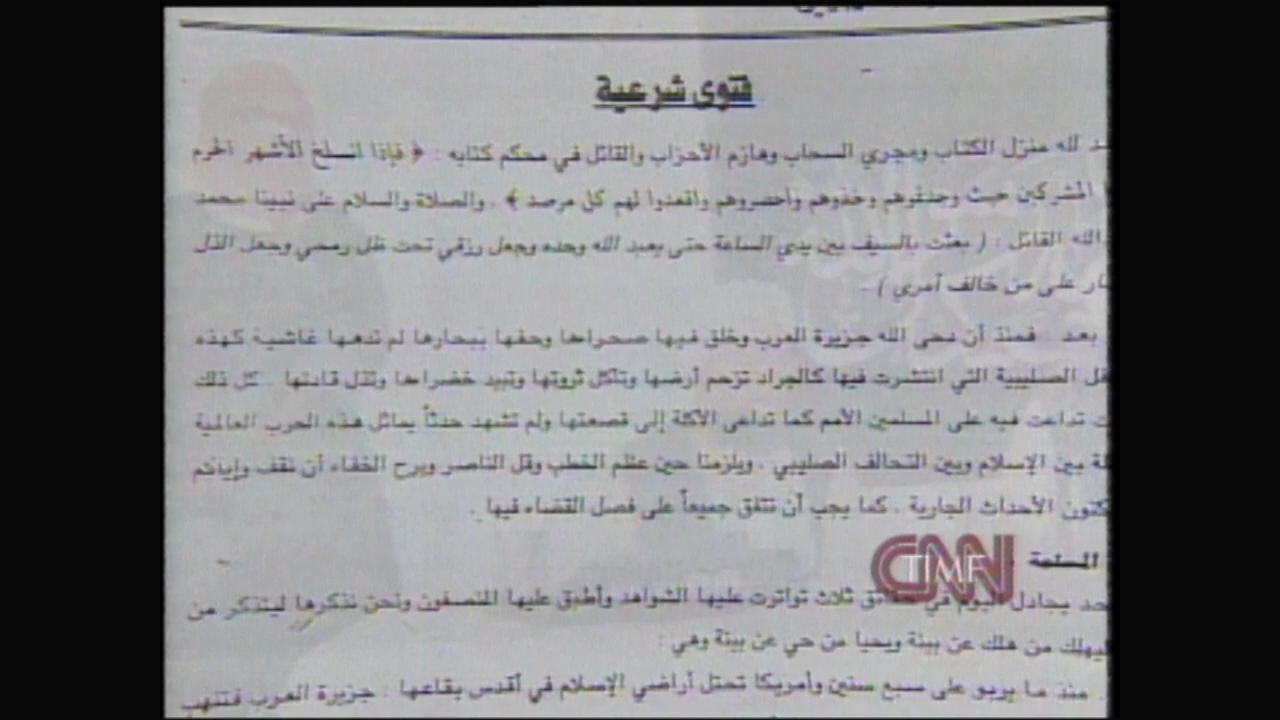 فتوى شرعية
لله منزل الكتاب ومجري السحاب وهازم الأحزاب والقائل في محكم كتابه : ﴿ فإذا انسلخ الأشهر الحرم
المشركين حيث وجدتموهم وخذوهم وأحصروهم واقعدوا لهم كل مرصد ﴾ . والصلاة والسلام على نبينا محمد
الله القائل : ( بعثت بالسيف بين يدي الساعة حتى يعبد الله وحده وجعل رزقي تحت ظل رمحي وجعل الذل
على من خالف أمري ) .
بعد . فمنذ أن دحى الله جزيرة العرب وخلق فيها صحراءها وحفها ببحارها لم تدهمها غاشية كهذه
الصليبية التي انتشرت فيها كالجراد تزحم أرضها وتأكل ثروتها وتبيد خضراءها وتذل قادتها . كل ذلك
تداعت فيه على المسلمين الأمم كما تداعى الأكلة إلى قصعتها ولم تشهد حدثاً يماثل هذه الحرب العالمية
بين الإسلام وبين التحالف الصليبي . ويلزمنا حين عظم الخطب وقل الناصر وبرح الخفاء أن نقف وإياكم
الأحداث الجارية . كما يجب أن نتفق جميعاً على فصل القضاء فيها .
المسلمة
CNN
TIME
يجادل اليوم في حقائق ثلاث تواترت عليها الشواهد وأطبق عليها المنصفون ونحن نذكرها ليتذكر من
ليهلك من هلك عن بينة ويحيا من حي عن بينة وهي :
منذ ما يربو على سبع سنين وأمريكا تحتل أراضي الإسلام في أقدس بقاعها : جزيرة العرب فتنهب